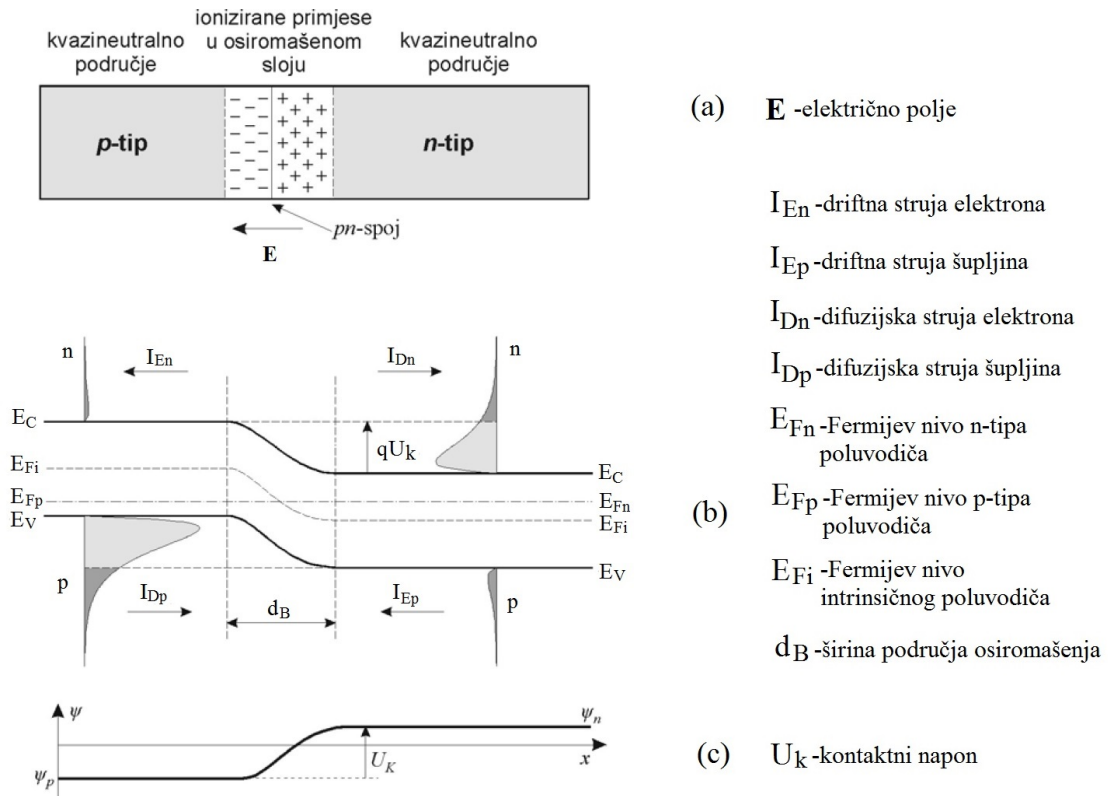 kvazineutralno
područje
ionizirane primjese
u osiromašenom
sloju
kvazineutralno
područje
p-tip
n-tip
pn-spoj
E
(a)
E -električno polje
I_En -driftna struja elektrona
I_Ep -driftna struja šupljina
I_Dn -difuzijska struja elektrona
I_Dp -difuzijska struja šupljina
E_Fn -Fermijev nivo n-tipa
poluvodiča
E_Fp -Fermijev nivo p-tipa
poluvodiča
E_Fi -Fermijev nivo
intrinsičnog poluvodiča
d_B -širina područja osiromašenja
(b)
n
I_En
I_Dn
n
E_C
qU_k
E_C
E_Fi
E_Fp
E_Fn
E_V
E_Fi
E_V
p
I_Dp
d_B
I_Ep
p
ψ
ψ_n
U_K
x
ψ_p
(c)
U_k -kontaktni napon